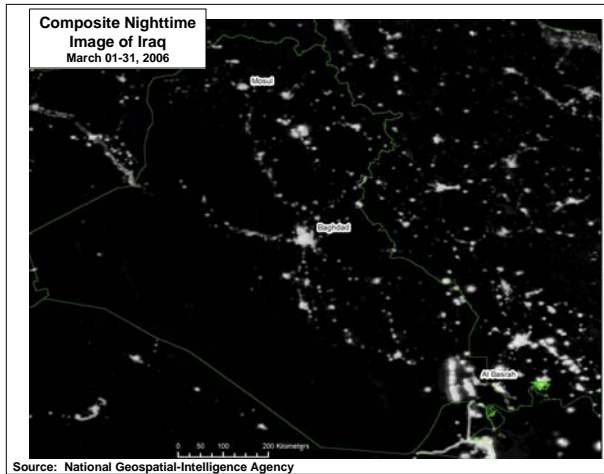 Composite Nighttime
Image of Iraq
March 01-31, 2006
Mosul
Baghdad
Al Basrah
0 50 100 200 Kilometers
Source: National Geospatial-Intelligence Agency